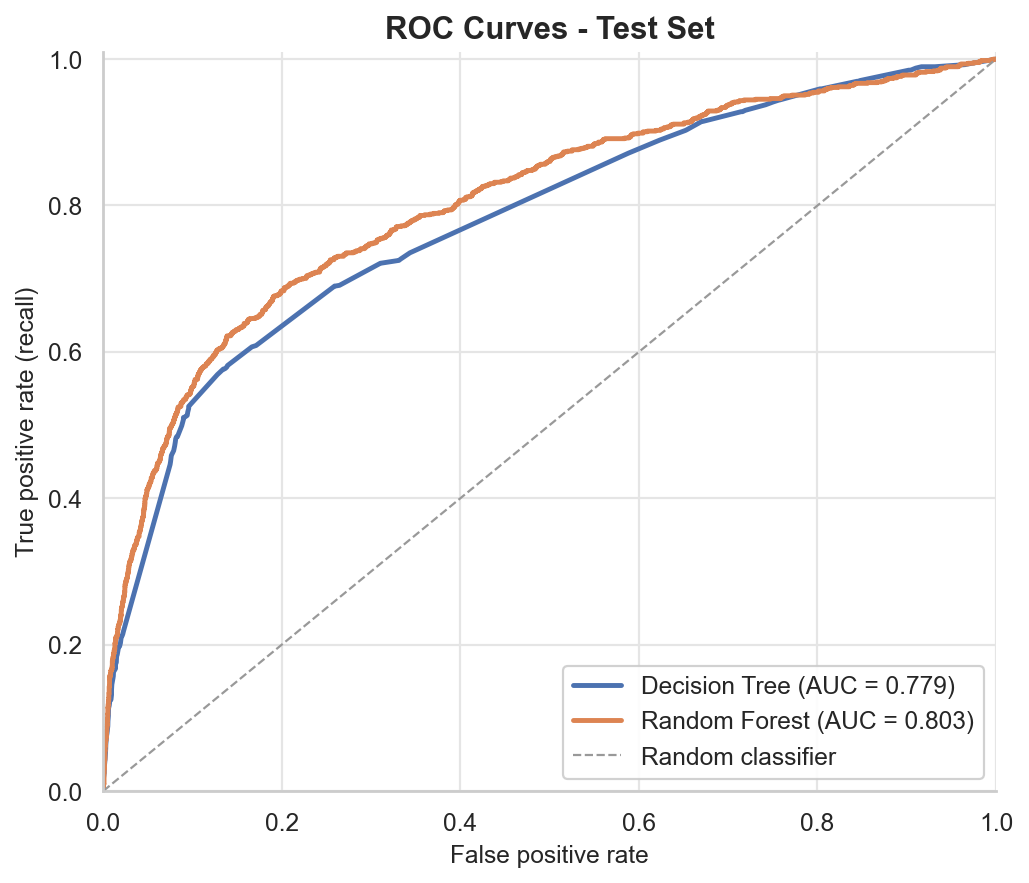 ROC Curves - Test Set
True positive rate (recall)
1.0
0.8
0.6
0.4
0.2
0.0
Decision Tree (AUC = 0.779)
Random Forest (AUC = 0.803)
Random classifier
0.0 0.2 0.4 0.6 0.8 1.0
False positive rate